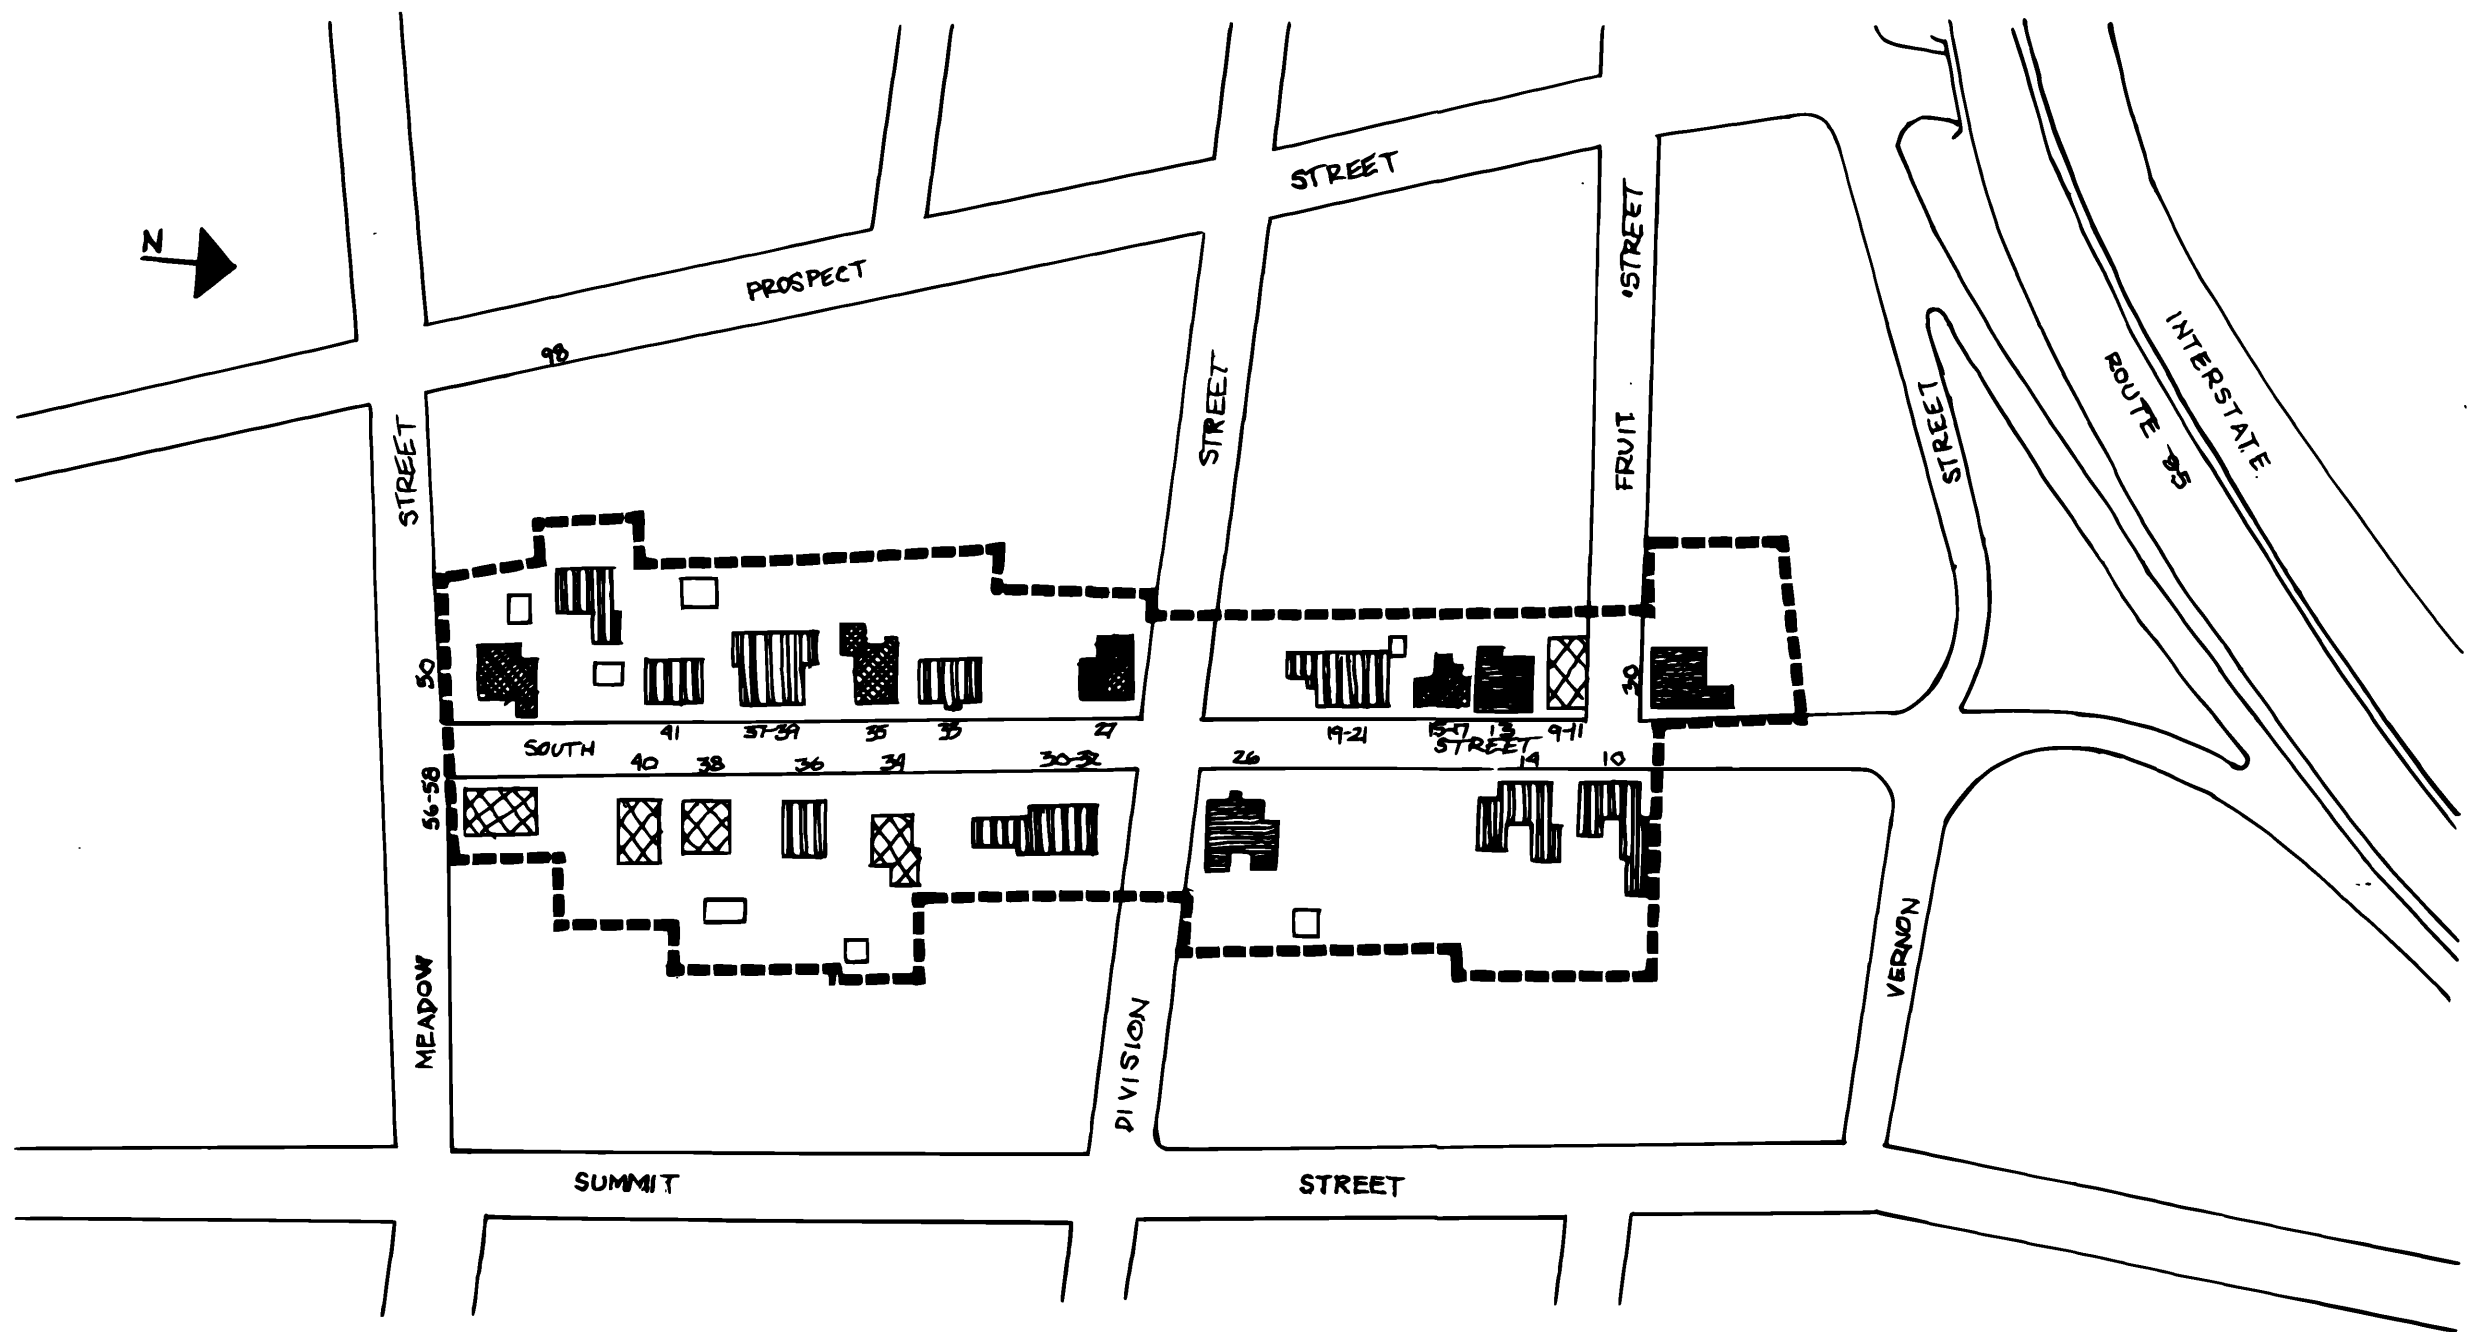 STREET
STREET
N
PROSPECT
98
INTERSTATE
ROUTE 95
STREET
STREET
STREET
FRUIT
50
30
41
37-39
35
33
27
19-21
15-17
13
9-11
SOUTH
STREET
40
38
36
34
30-32
26
14
10
56-58
MEADOW
DIVISION
VERNON
SUMMIT
STREET